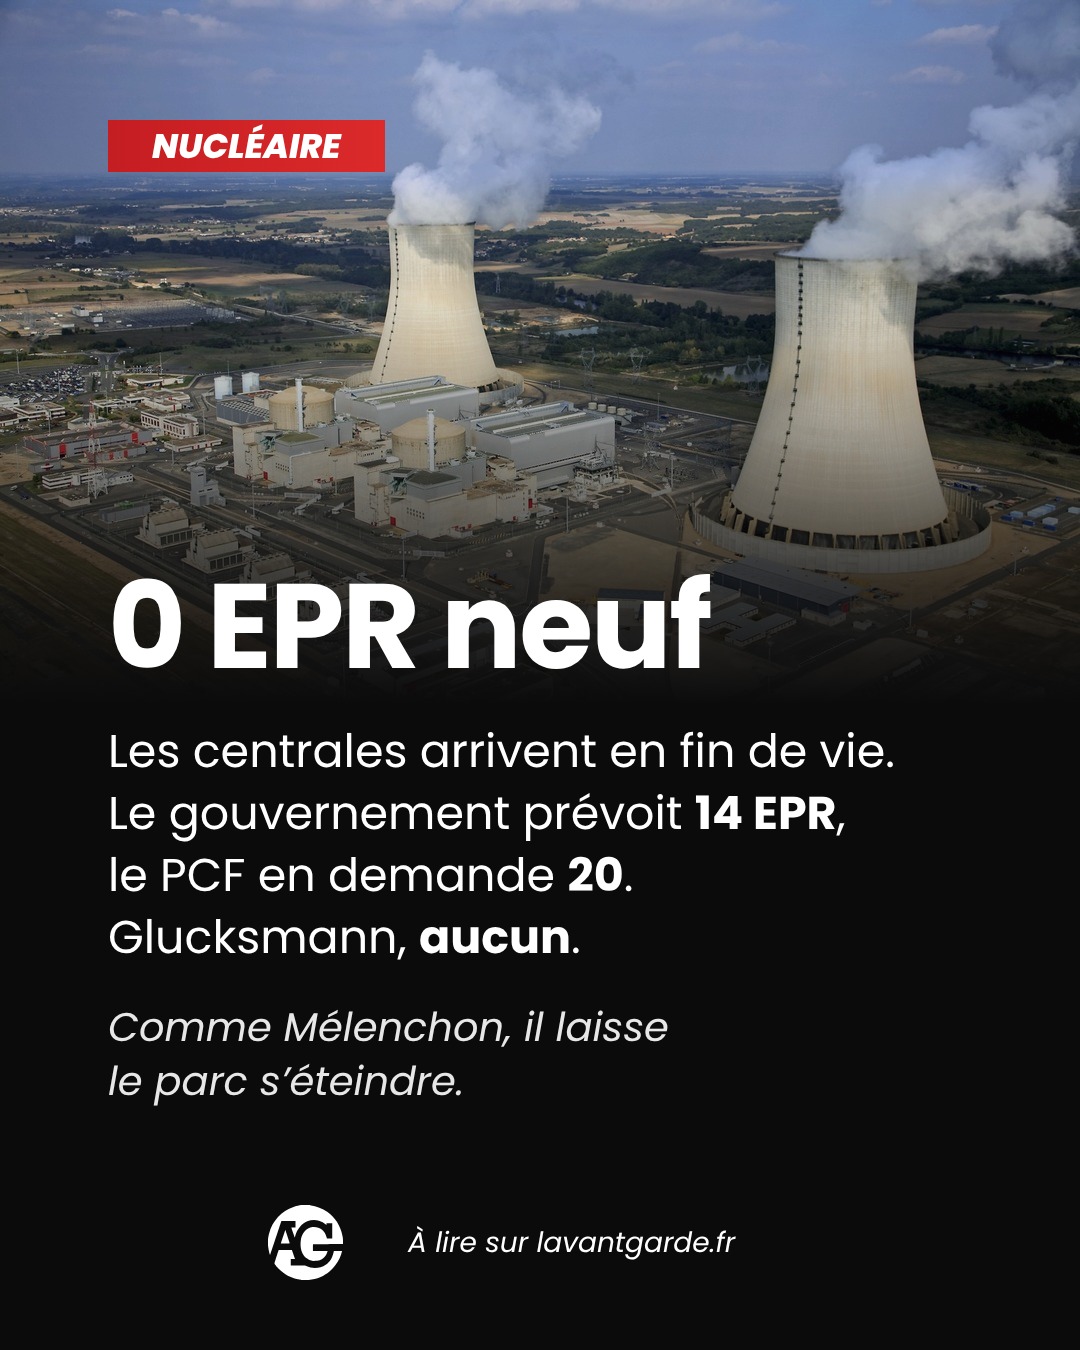 NUCLÉAIRE
0 EPR neuf
Les centrales arrivent en fin de vie.
Le gouvernement prévoit 14 EPR,
le PCF en demande 20.
Glucksmann, aucun.
Comme Mélenchon, il laisse
le parc s’éteindre.
AG
À lire sur lavantgarde.fr